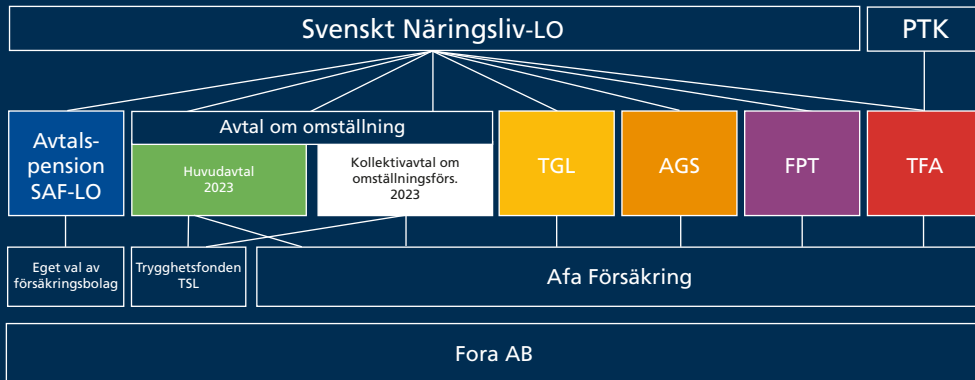 Svenskt Näringsliv-LO
PTK
Avtals-
pension
SAF-LO
Avtal om omställning
Huvudavtal
2023
Kollektivavtal om
omställningsförs.
2023
TGL
AGS
FPT
TFA
Eget val av
försäkringsbolag
Trygghetsfonden
TSL
Afa Försäkring
Fora AB